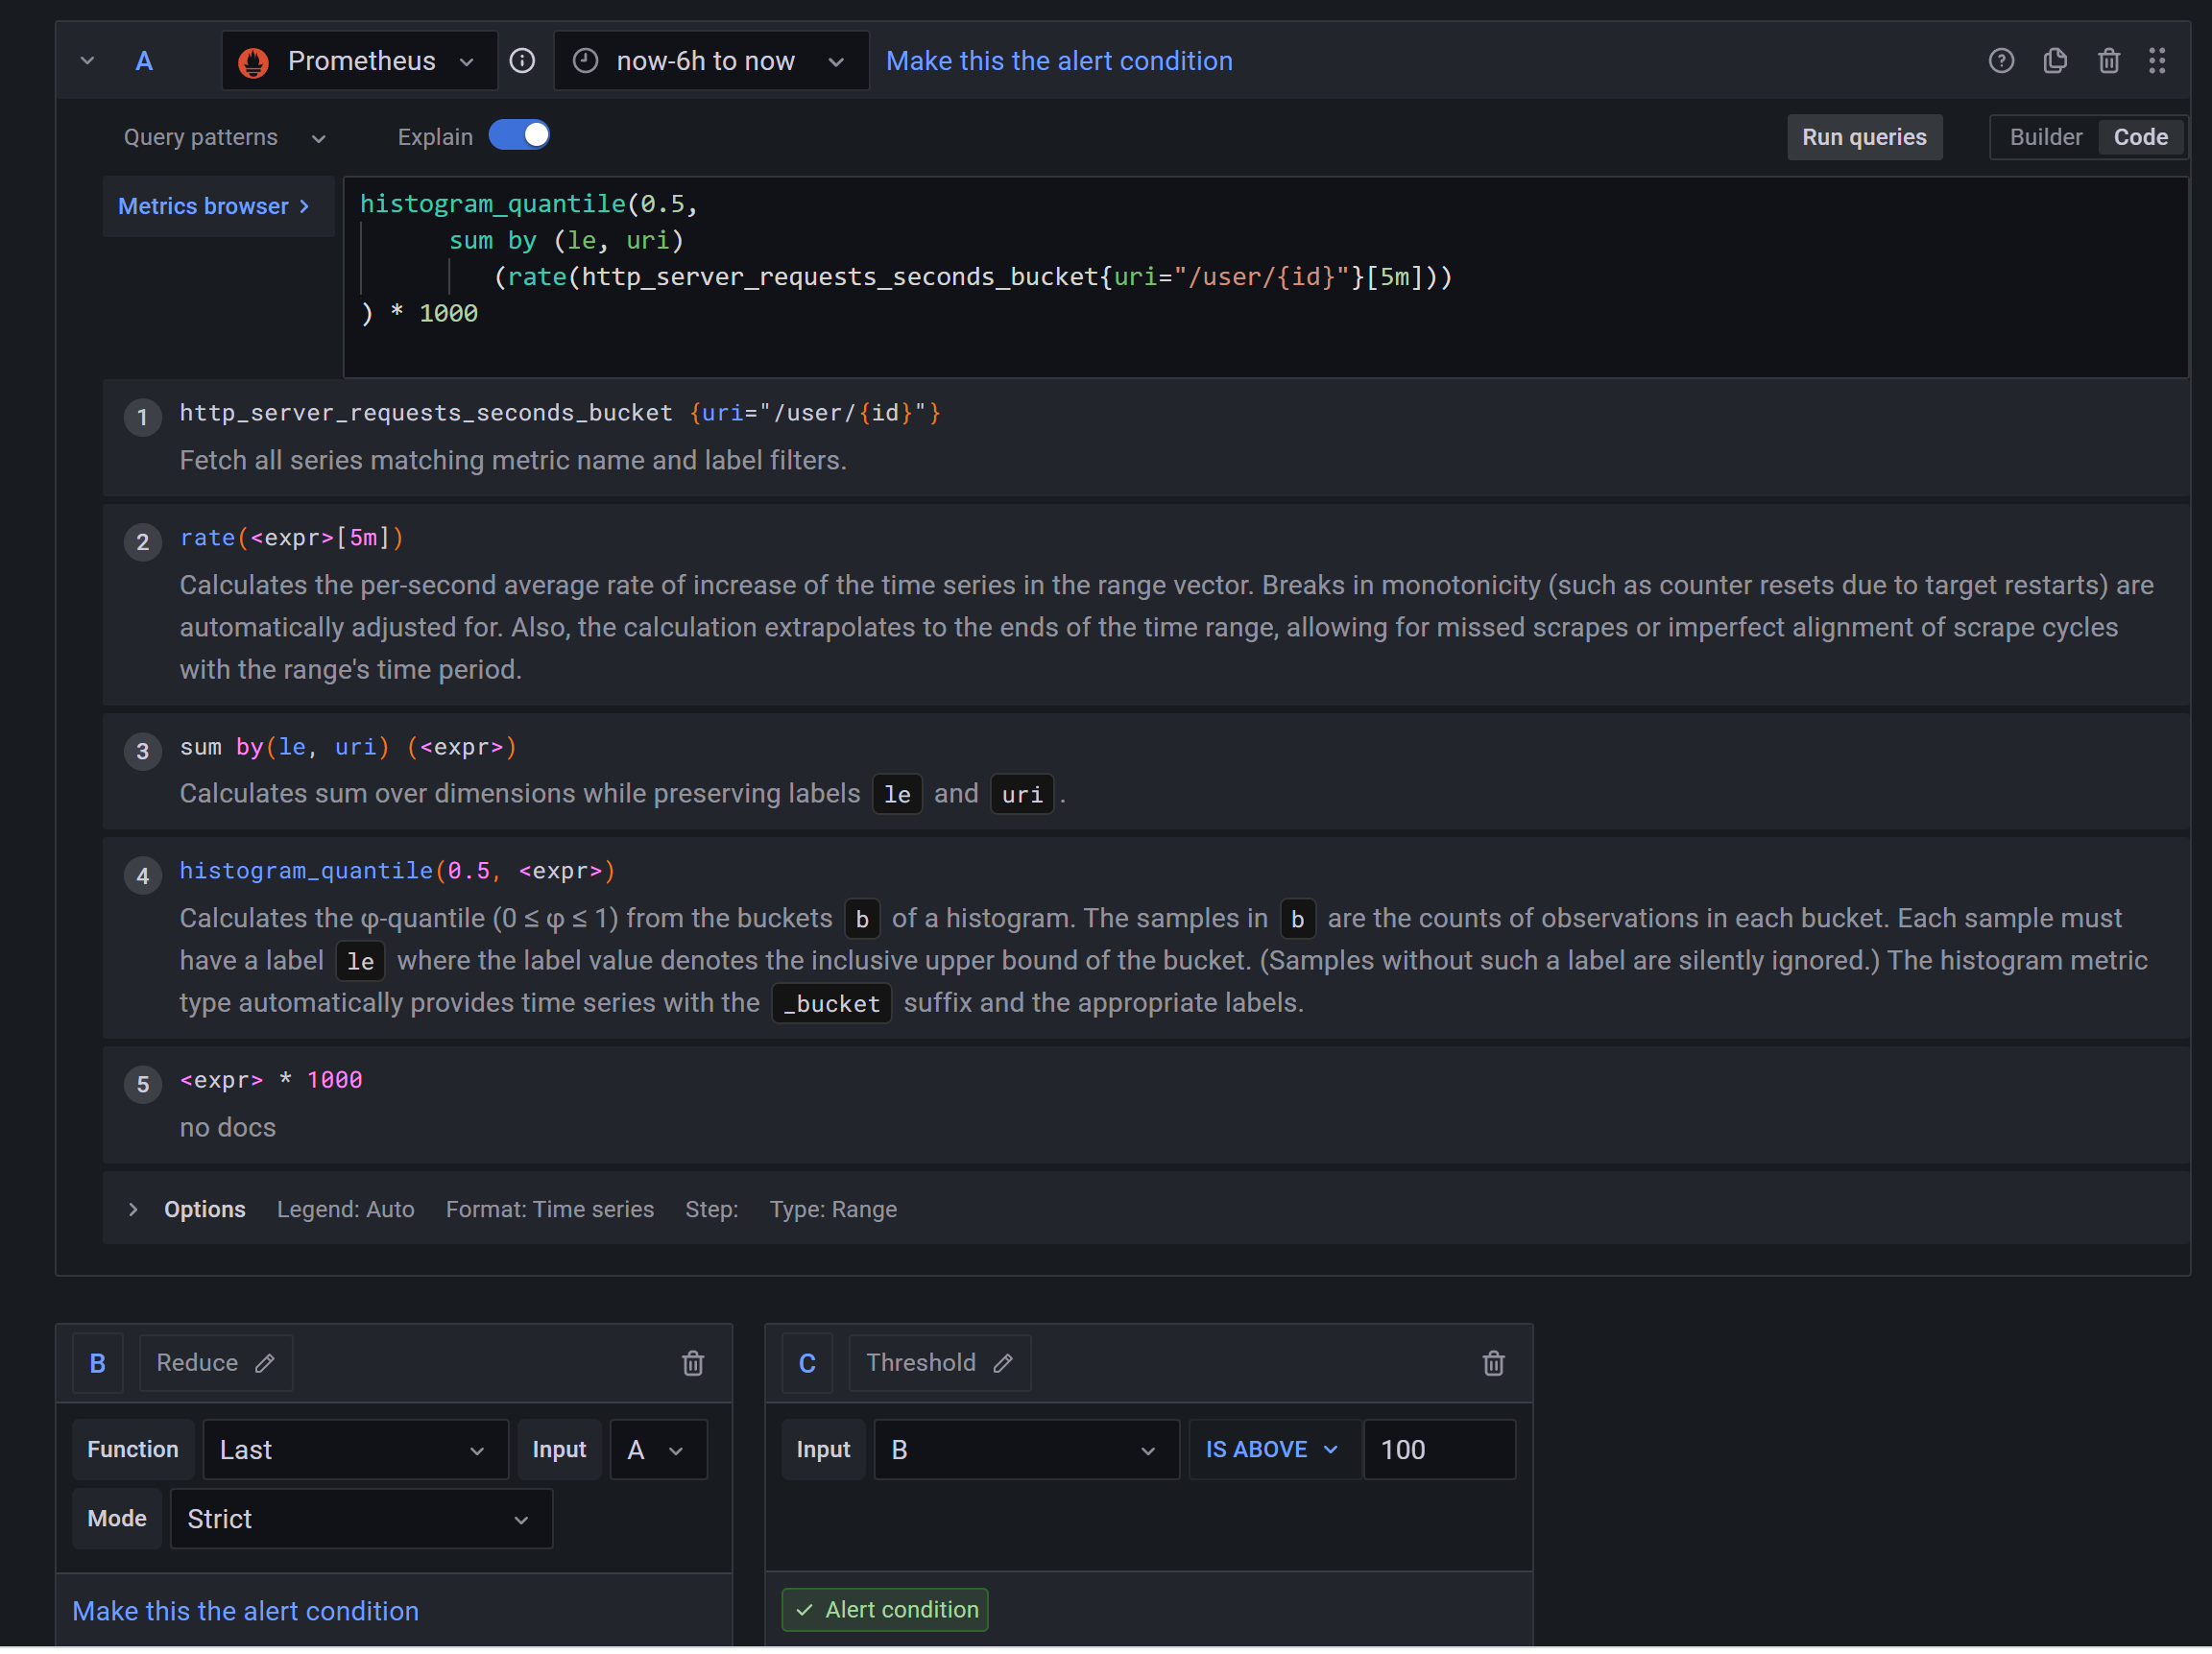 A Prometheus now-6h to now Make this the alert condition
Query patterns Explain Run queries Builder Code
Metrics browser > histogram_quantile(0.5,
sum by (le, uri)
(rate(http_server_requests_seconds_bucket{uri="/user/{id}"}[5m]))
) * 1000
1 http_server_requests_seconds_bucket {uri="/user/{id}"}
Fetch all series matching metric name and label filters.
2 rate(<expr>[5m])
Calculates the per-second average rate of increase of the time series in the range vector. Breaks in monotonicity (such as counter resets due to target restarts) are
automatically adjusted for. Also, the calculation extrapolates to the ends of the time range, allowing for missed scrapes or imperfect alignment of scrape cycles
with the range's time period.
3 sum by(le, uri) (<expr>)
Calculates sum over dimensions while preserving labels le and uri .
4 histogram_quantile(0.5, <expr>)
Calculates the φ-quantile (0 ≤ φ ≤ 1) from the buckets b of a histogram. The samples in b are the counts of observations in each bucket. Each sample must
have a label le where the label value denotes the inclusive upper bound of the bucket. (Samples without such a label are silently ignored.) The histogram metric
type automatically provides time series with the _bucket suffix and the appropriate labels.
5 <expr> * 1000
no docs
Options Legend: Auto Format: Time series Step: Type: Range
B Reduce
Function Last Input A
Mode Strict
Make this the alert condition
C Threshold
Input B IS ABOVE 100
Alert condition